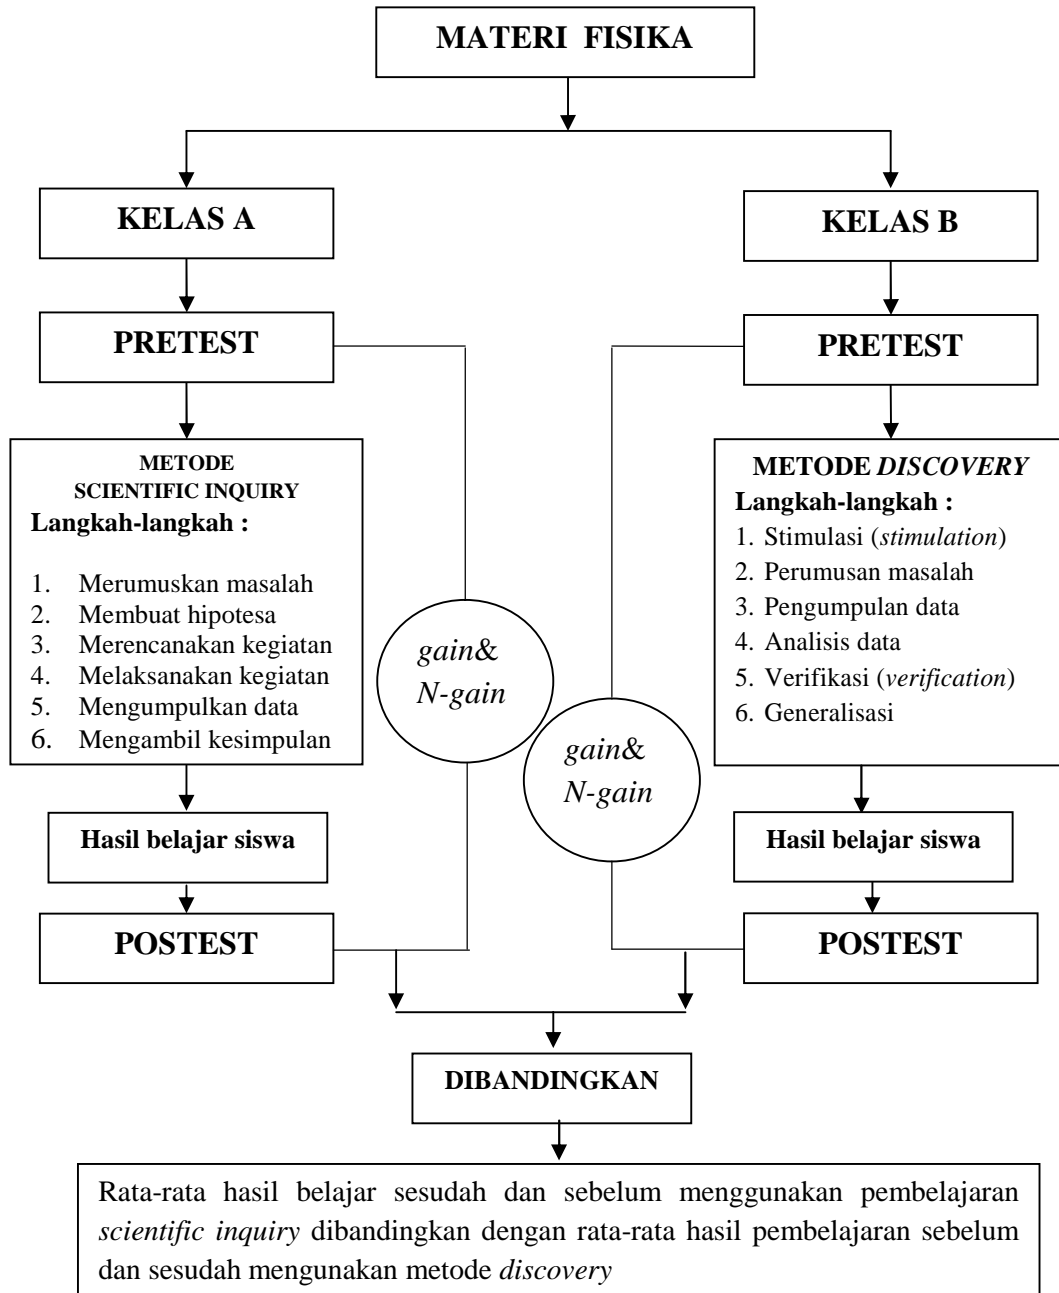 MATERI FISIKA
KELAS A
KELAS B
PRETEST
PRETEST
METODE
SCIENTIFIC INQUIRY
Langkah-langkah :
1. Merumuskan masalah
2. Membuat hipotesa
3. Merencanakan kegiatan
4. Melaksanakan kegiatan
5. Mengumpulkan data
6. Mengambil kesimpulan
METODE DISCOVERY
Langkah-langkah :
1. Stimulasi (stimulation)
2. Perumusan masalah
3. Pengumpulan data
4. Analisis data
5. Verifikasi (verification)
6. Generalisasi
gain&
N-gain
gain&
N-gain
Hasil belajar siswa
Hasil belajar siswa
POSTEST
POSTEST
DIBANDINGKAN
Rata-rata hasil belajar sesudah dan sebelum menggunakan pembelajaran
scientific inquiry dibandingkan dengan rata-rata hasil pembelajaran sebelum
dan sesudah mengunakan metode discovery